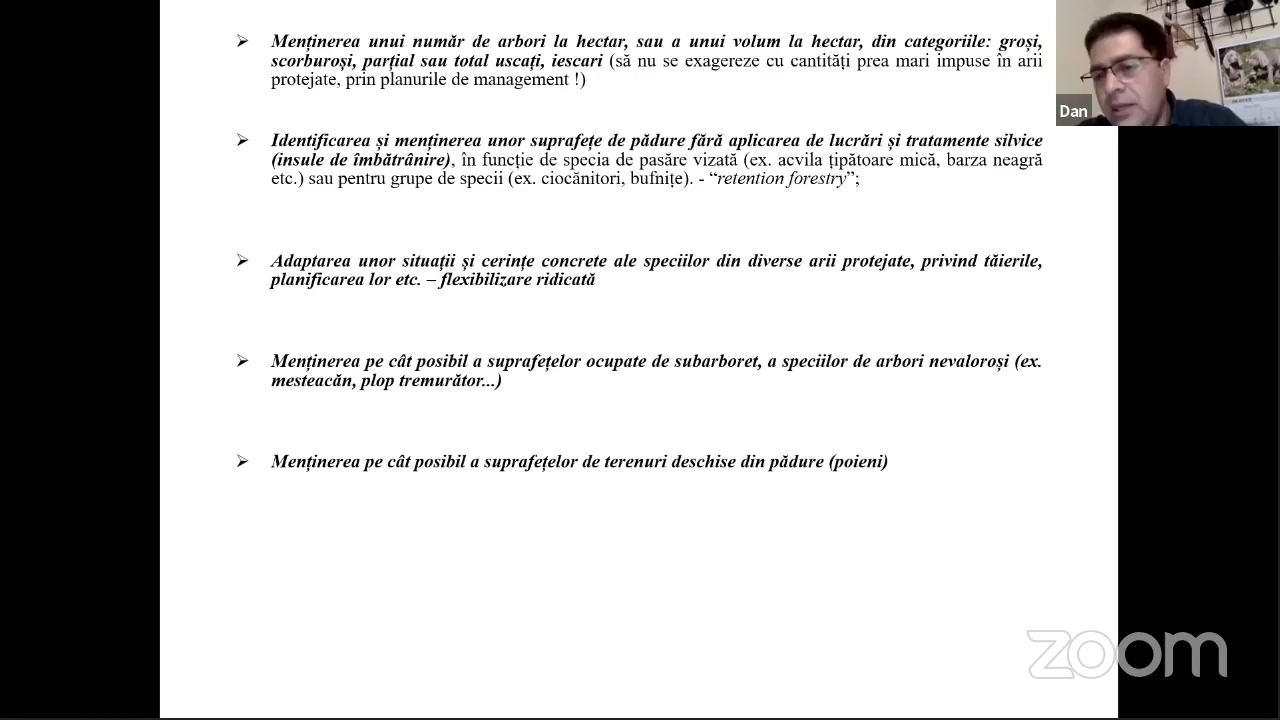 Menținerea unui număr de arbori la hectar, sau a unui volum la hectar, din categoriile: groși,
scorburoși, parțial sau total uscați, iescari (să nu se exagereze cu cantități prea mari impuse în arii
protejate, prin planurile de management !)
Dan
Identificarea și menținerea unor suprafețe de pădure fără aplicarea de lucrări și tratamente silvice
(insule de îmbătrânire), în funcție de specia de pasăre vizată (ex. acvila țipătoare mică, barza neagră
etc.) sau pentru grupe de specii (ex. ciocănitori, bufnițe). - “retention forestry”;
Adaptarea unor situații și cerințe concrete ale speciilor din diverse arii protejate, privind tăierile,
planificarea lor etc. – flexibilizare ridicată
Menținerea pe cât posibil a suprafețelor ocupate de subarboret, a speciilor de arbori nevaloroși (ex.
mesteacăn, plop tremurător...)
Menținerea pe cât posibil a suprafețelor de terenuri deschise din pădure (poieni)
zoom